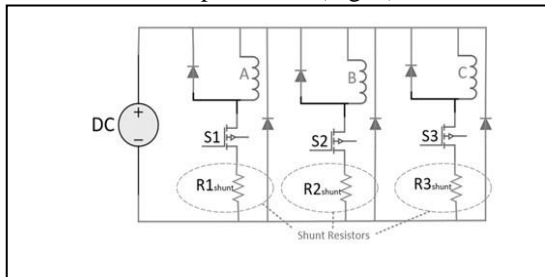 A B C
+
DC
−
S1 S2 S3
R1shunt R2shunt R3shunt
Shunt Resistors